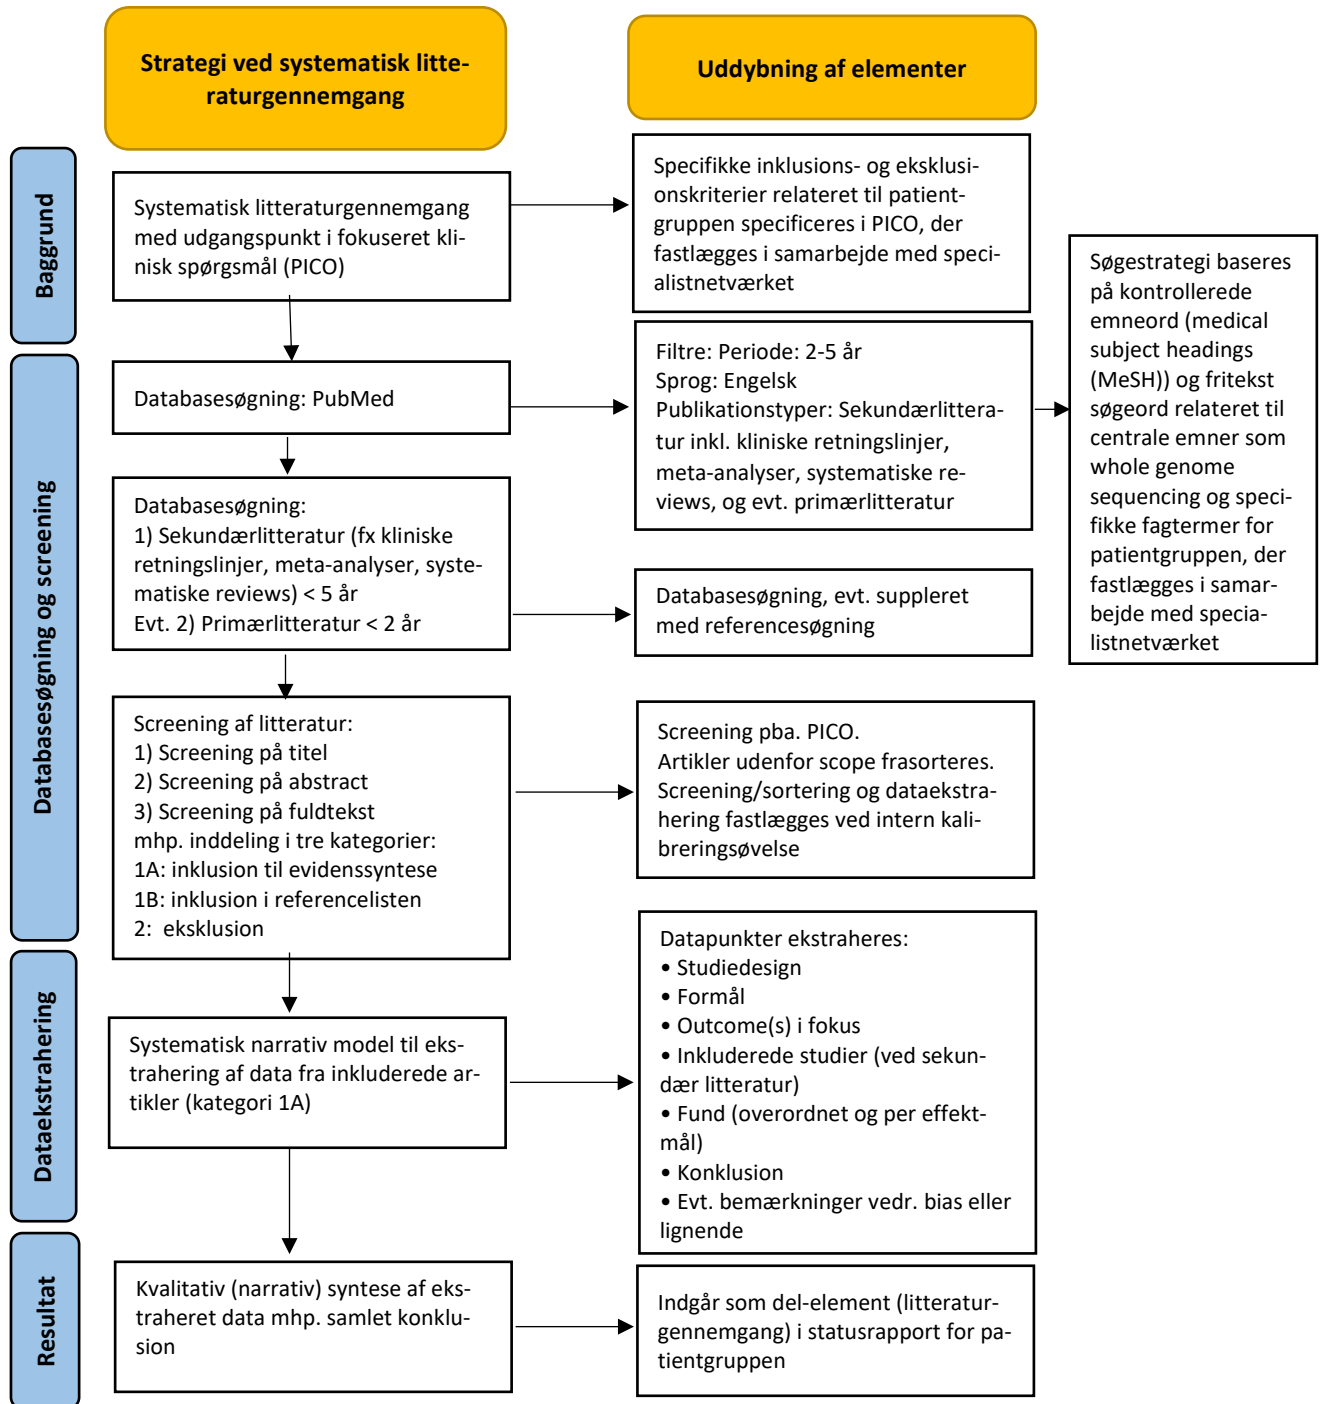 Strategi ved systematisk litte-
raturgennemgang
Uddybning af elementer
Baggrund
Systematisk litteraturgennemgang
med udgangspunkt i fokuseret kli-
nisk spørgsmål (PICO)
Specifikke inklusions- og eksklusi-
onskriterier relateret til patient-
gruppen specificeres i PICO, der
fastlægges i samarbejde med speci-
alistnetværket
Databasesøgning og screening
Databasesøgning: PubMed
Filtre: Periode: 2-5 år
Sprog: Engelsk
Publikationstyper: Sekundærlittera-
tur inkl. kliniske retningslinjer,
meta-analyser, systematiske re-
views, og evt. primærlitteratur
Søgestrategi baseres
på kontrollerede
emneord (medical
subject headings
(MeSH)) og fritekst
søgeord relateret til
centrale emner som
whole genome
sequencing og speci-
fikke fagtermer for
patientgruppen, der
fastlægges i samar-
bejde med specia-
listnetværket
Databasesøgning:
1) Sekundærlitteratur (fx kliniske
retningslinjer, meta-analyser, syste-
matiske reviews) < 5 år
Evt. 2) Primærlitteratur < 2 år
Databasesøgning, evt. suppleret
med referencesøgning
Screening af litteratur:
1) Screening på titel
2) Screening på abstract
3) Screening på fuldtekst
mhp. inddeling i tre kategorier:
1A: inklusion til evidenssyntese
1B: inklusion i referencelisten
2: eksklusion
Screening pba. PICO.
Artikler udenfor scope frasorteres.
Screening/sortering og dataekstra-
hering fastlægges ved intern kali-
breringsøvelse
Dataekstrahering
Systematisk narrativ model til eks-
trahering af data fra inkluderede ar-
tikler (kategori 1A)
Datapunkter ekstraheres:
• Studiedesign
• Formål
• Outcome(s) i fokus
• Inkluderede studier (ved sekun-
dær litteratur)
• Fund (overordnet og per effekt-
mål)
• Konklusion
• Evt. bemærkninger vedr. bias eller
lignende
Resultat
Kvalitativ (narrativ) syntese af eks-
traheret data mhp. samlet konklu-
sion
Indgår som del-element (litteratur-
gennemgang) i statusrapport for pa-
tientgruppen